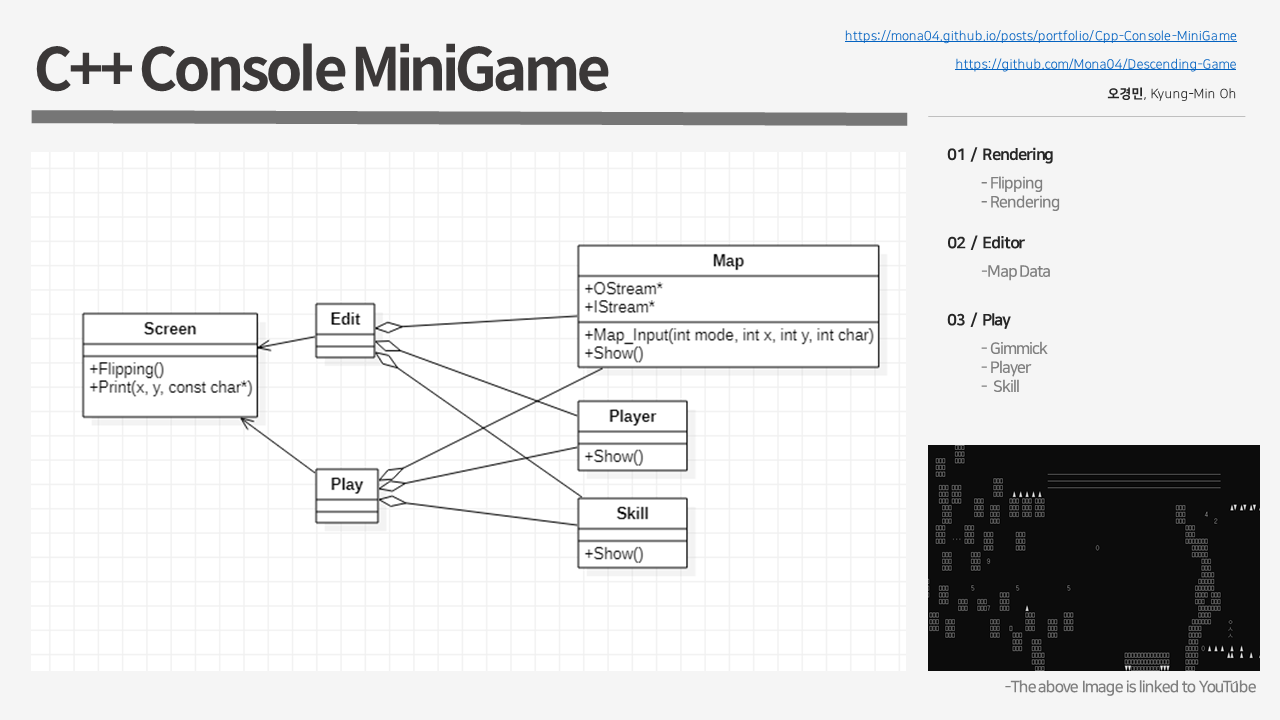 C++ Console MiniGame
https://mona04.github.io/posts/portfolio/Cpp-Console-MiniGame
https://github.com/Mona04/Descending-Game
오경민, Kyung-Min Oh
Screen
+Flipping()
+Print(x, y, const char*)
Edit
Play
Map
+OStream*
+IStream*
+Map_Input(int mode, int x, int y, int char)
+Show()
Player
+Show()
Skill
+Show()
01 / Rendering
- Flipping
- Rendering
02 / Editor
-Map Data
03 / Play
- Gimmick
- Player
- Skill
-The above Image is linked to YouTube